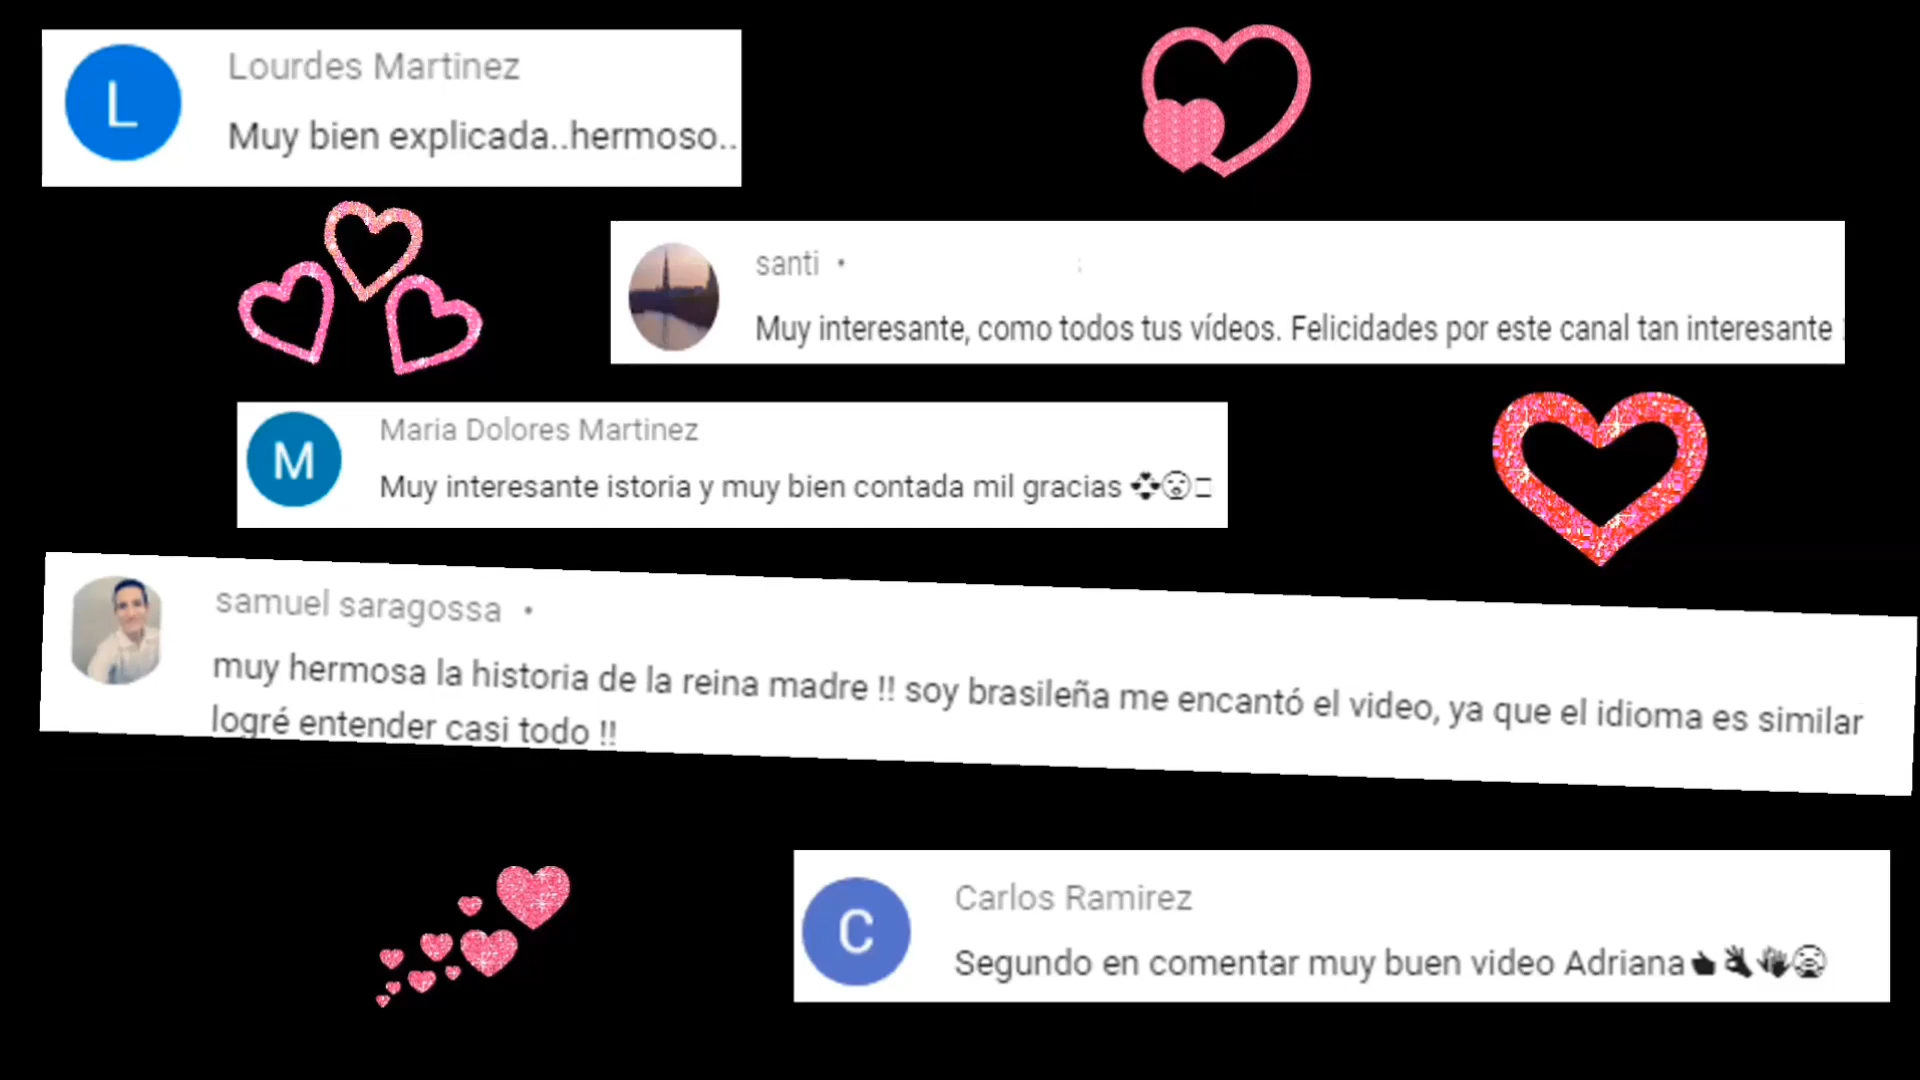 L
Lourdes Martinez
Muy bien explicada..hermoso..
santi •
Muy interesante, como todos tus vídeos. Felicidades por este canal tan interesante
M
Maria Dolores Martinez
Muy interesante istoria y muy bien contada mil gracias
samuel saragossa •
muy hermosa la historia de la reina madre !! soy brasileña me encantó el video, ya que el idioma es similar
logré entender casi todo !!
C
Carlos Ramirez
Segundo en comentar muy buen video Adriana